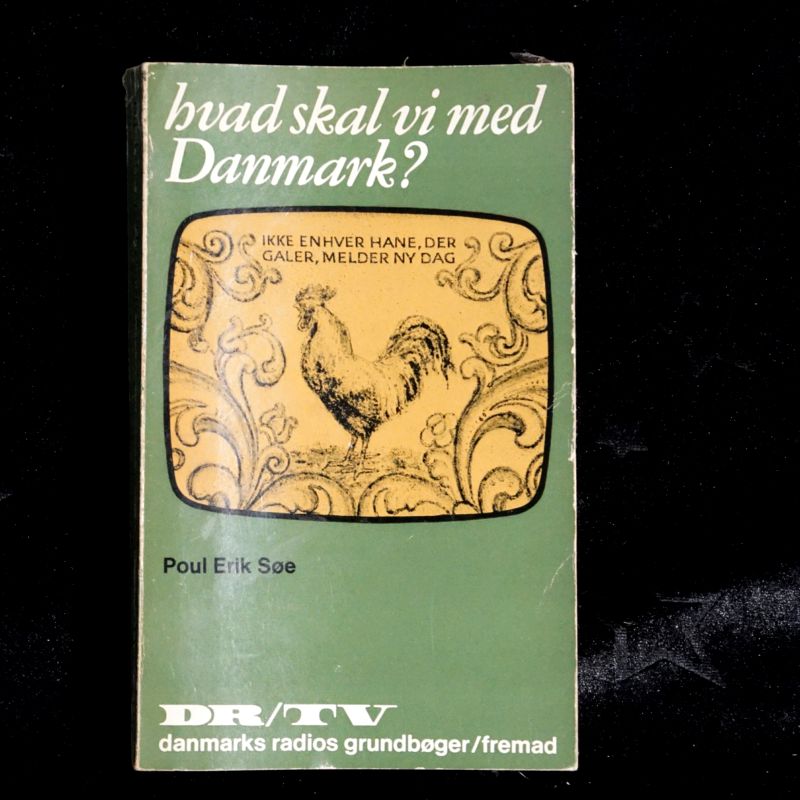 hvad skal vi med
Danmark?
IKKE ENHVER HANE, DER
GALER, MELDER NY DAG
Poul Erik Søe
DR/TV
danmarks radios grundbøger/fremad